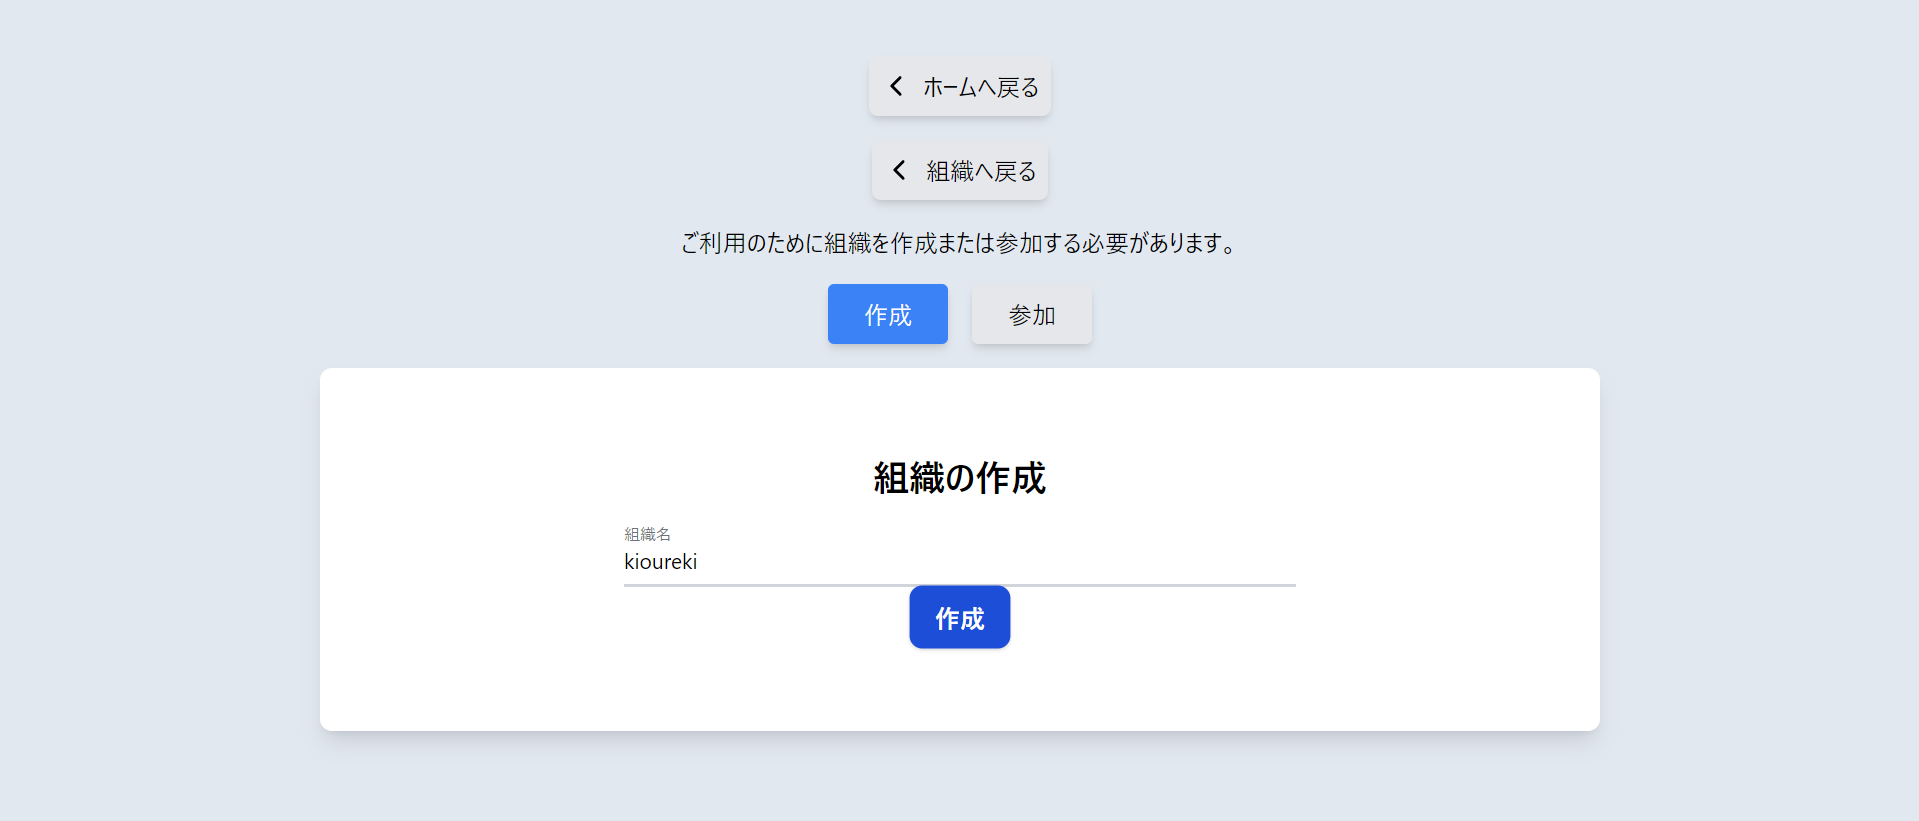 ホームへ戻る
組織へ戻る
ご利用のために組織を作成または参加する必要があります。
作成 参加
組織の作成
組織名
kioureki
作成